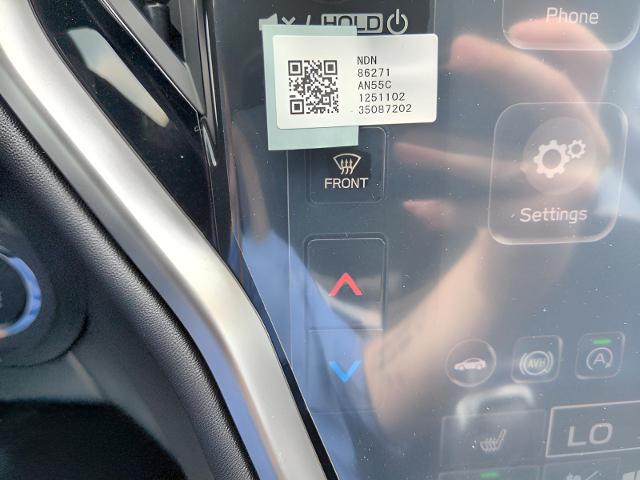 / HOLD
Phone
NDN
86271
AN55C
1251102
35087202
FRONT
Settings
AVH
A
LO